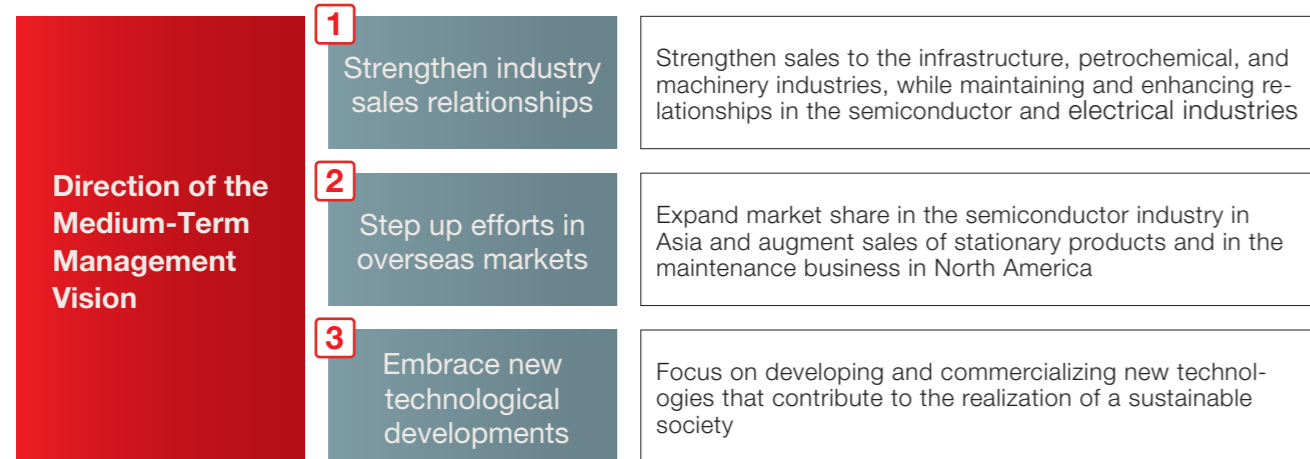 Direction of the
Medium-Term
Management
Vision
1
Strengthen industry
sales relationships
Strengthen sales to the infrastructure, petrochemical, and
machinery industries, while maintaining and enhancing re-
lationships in the semiconductor and electrical industries
2
Step up efforts in
overseas markets
Expand market share in the semiconductor industry in
Asia and augment sales of stationary products and in the
maintenance business in North America
3
Embrace new
technological
developments
Focus on developing and commercializing new technol-
ogies that contribute to the realization of a sustainable
society